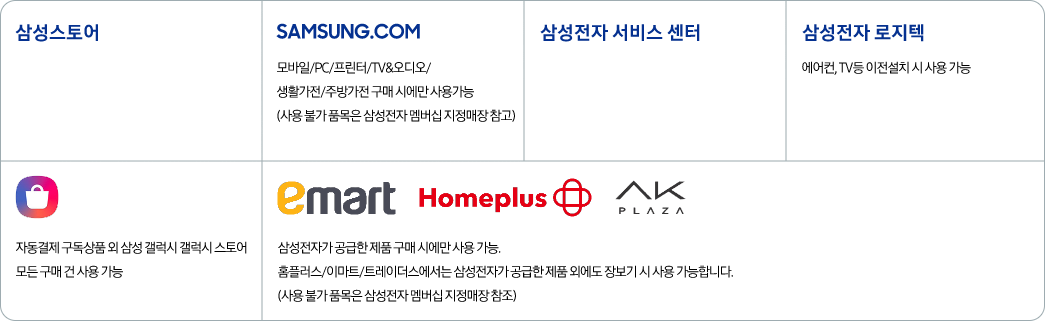 삼성스토어
SAMSUNG.COM
모바일/PC/프린터/TV&오디오/
생활가전/주방가전 구매 시에만 사용가능
(사용 불가 품목은 삼성전자 멤버십 지정매장 참고)
삼성전자 서비스 센터
삼성전자 로지텍
에어컨, TV등 이전설치 시 사용 가능
자동결제 구독상품 외 삼성 갤럭시 갤럭시 스토어
모든 구매 건 사용 가능
emart
Homeplus
AK PLAZA
삼성전자가 공급한 제품 구매 시에만 사용 가능.
홈플러스/이마트/트레이더스에서는 삼성전자가 공급한 제품 외에도 장보기 시 사용 가능합니다.
(사용 불가 품목은 삼성전자 멤버십 지정매장 참조)